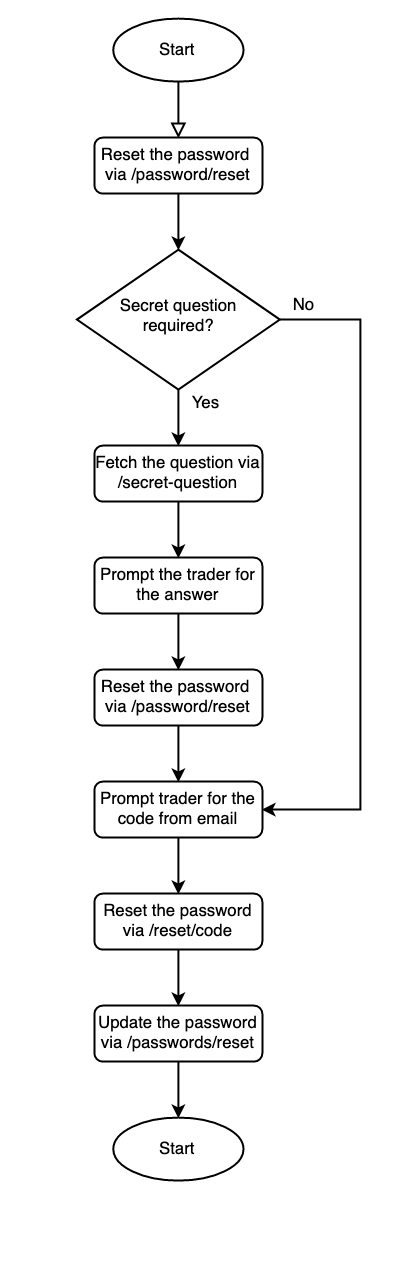 Start
Reset the password
via /password/reset
Secret question
required?
No
Yes
Fetch the question via
/secret-question
Prompt the trader for
the answer
Reset the password
via /password/reset
Prompt trader for the
code from email
Reset the password
via /reset/code
Update the password
via /passwords/reset
Start